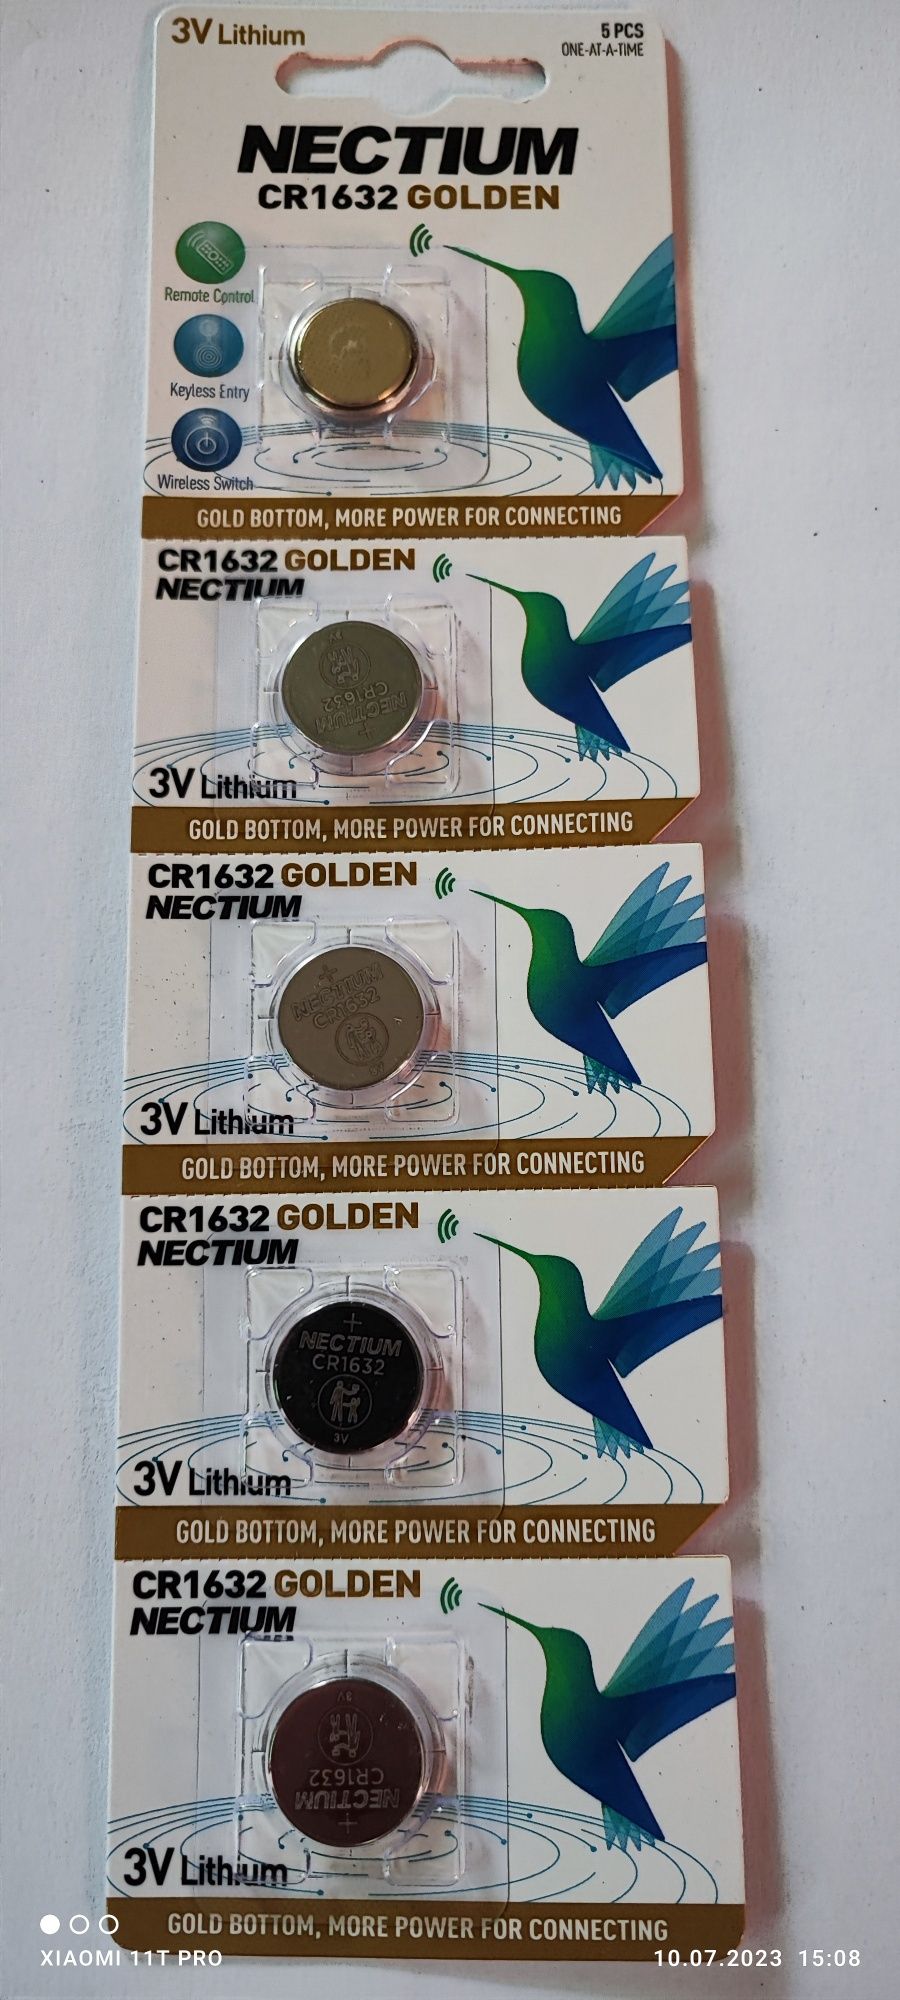 3V Lithium
5 PCS
ONE-AT-A-TIME
NECTIUM
CR1632 GOLDEN
Remote Control
Keyless Entry
Wireless Switch
GOLD BOTTOM, MORE POWER FOR CONNECTING
CR1632 GOLDEN
NECTIUM
3V
CR1632
NECTIUM
+
3V Lithium
GOLD BOTTOM, MORE POWER FOR CONNECTING
CR1632 GOLDEN
NECTIUM
+
NECTIUM
CR1632
3V
3V Lithium
GOLD BOTTOM, MORE POWER FOR CONNECTING
CR1632 GOLDEN
NECTIUM
+
NECTIUM
CR1632
3V
3V Lithium
GOLD BOTTOM, MORE POWER FOR CONNECTING
CR1632 GOLDEN
NECTIUM
3V
CR1632
NECTIUM
+
3V Lithium
GOLD BOTTOM, MORE POWER FOR CONNECTING
XIAOMI 11T PRO
10.07.2023 15:08